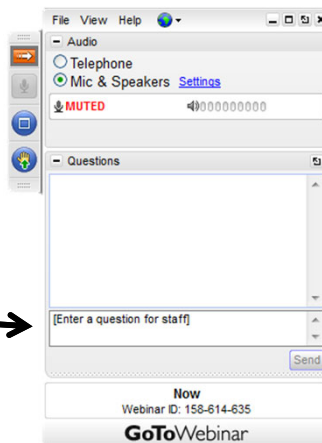 File View Help
Audio
Telephone
Mic & Speakers Settings
MUTED
Questions
[Enter a question for staff]
Send
Now
Webinar ID: 158-614-635
GoToWebinar